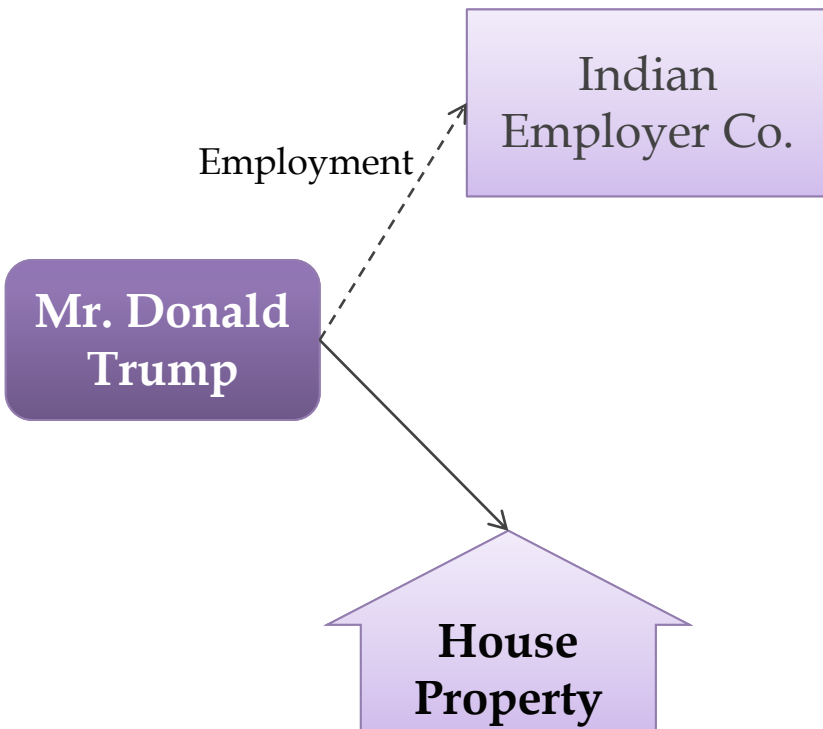 Indian
Employer Co.
Employment
Mr. Donald
Trump
House
Property